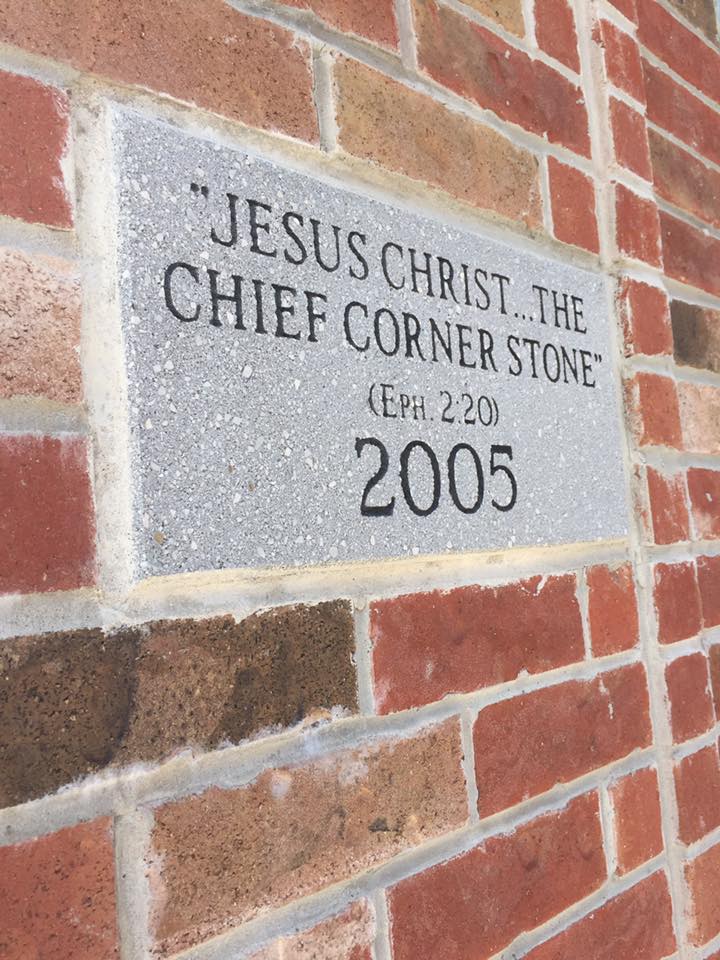 "JESUS CHRIST...THE
CHIEF CORNER STONE"
(EPH. 2:20)
2005